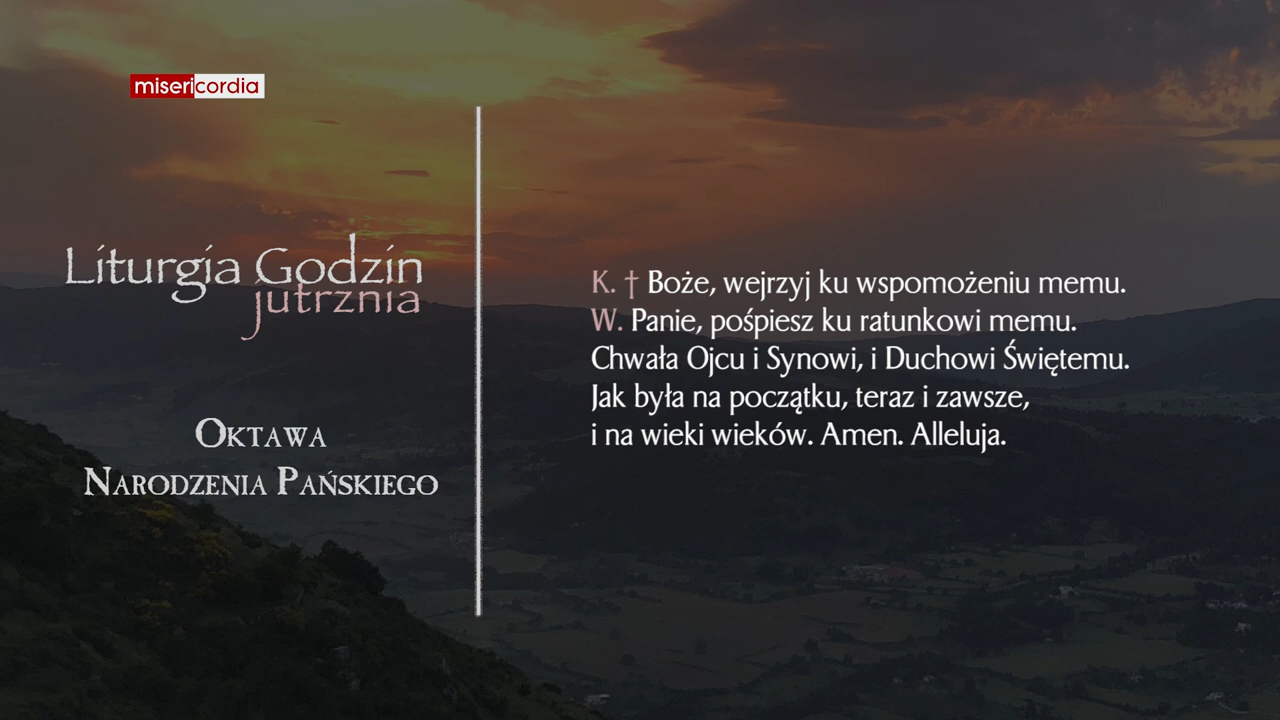 misericordia
Liturgia Godzin
jutrznia
Oktawa
Narodzenia Pańskiego
K. † Boże, wejrzyj ku wspomożeniu memu.
W. Panie, pośpiesz ku ratunkowi memu.
Chwała Ojcu i Synowi, i Duchowi Świętemu.
Jak była na początku, teraz i zawsze,
i na wieki wieków. Amen. Alleluja.